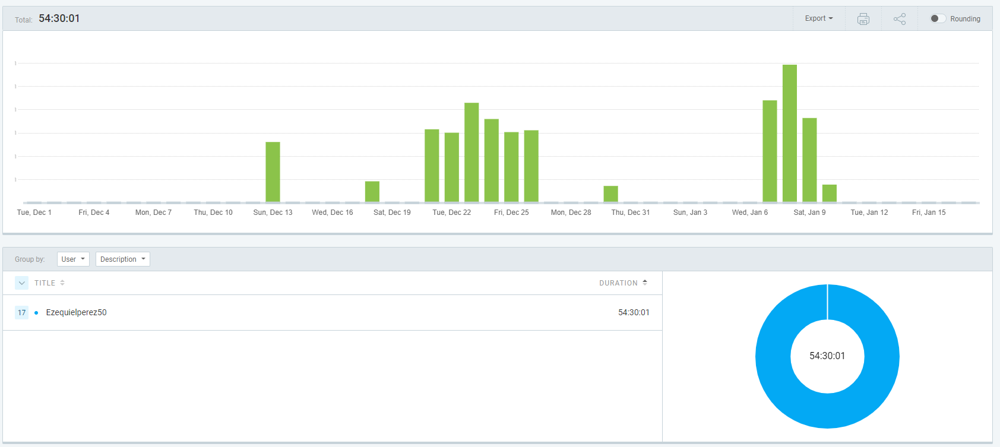 Total: 54:30:01 Export Rounding
Tue, Dec 1 Fri, Dec 4 Mon, Dec 7 Thu, Dec 10 Sun, Dec 13 Wed, Dec 16 Sat, Dec 19 Tue, Dec 22 Fri, Dec 25 Mon, Dec 28 Thu, Dec 31 Sun, Jan 3 Wed, Jan 6 Sat, Jan 9 Tue, Jan 12 Fri, Jan 15
Group by: User Description
TITLE DURATION
17 Ezequielperez50 54:30:01
54:30:01